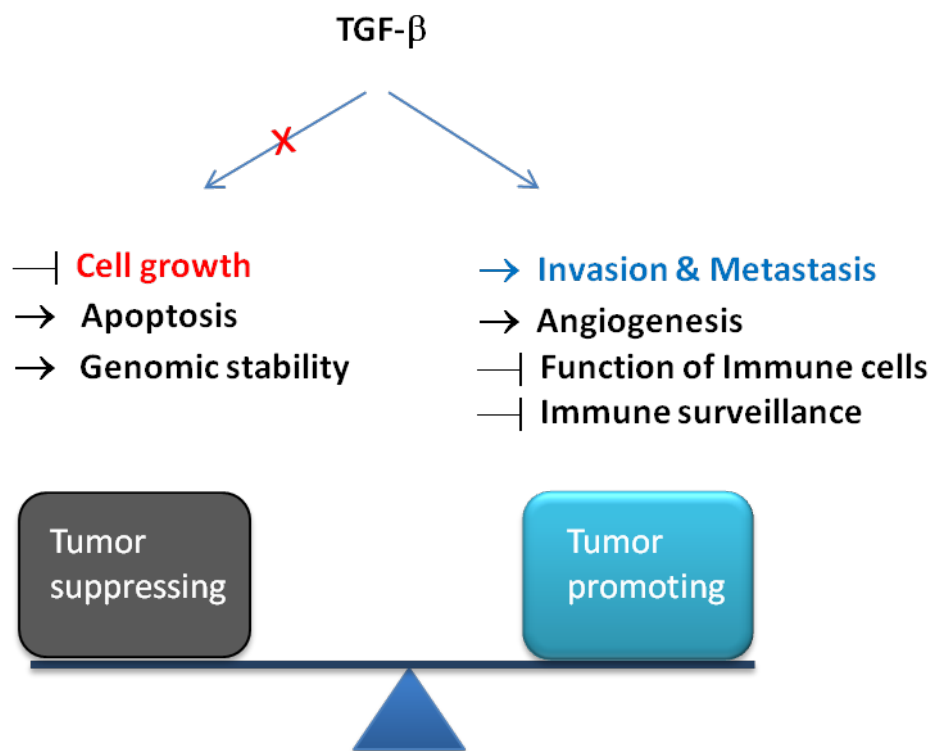 TGF-β
X
Cell growth
Apoptosis
Genomic stability
Invasion & Metastasis
Angiogenesis
Function of Immune cells
Immune surveillance
Tumor
suppressing
Tumor
promoting